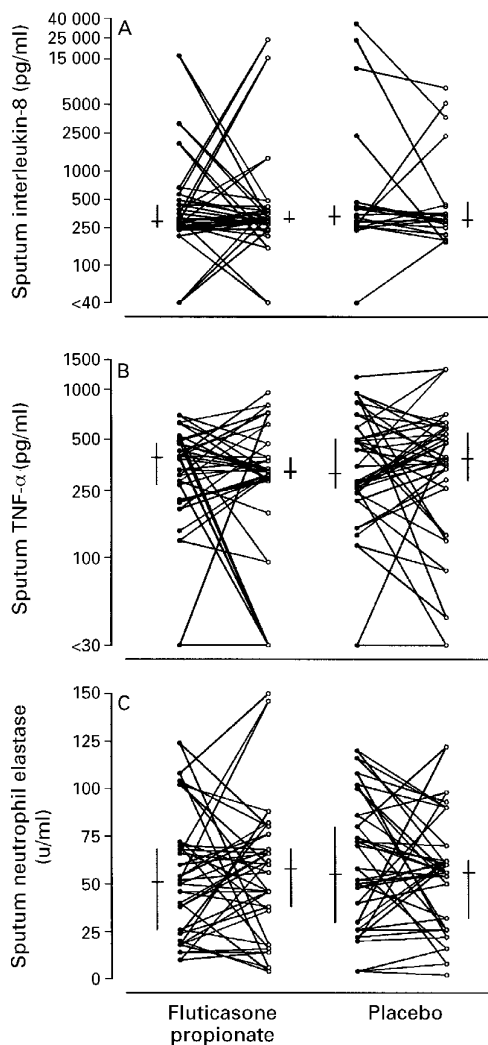 A
Sputum interleukin-8 (pg/ml)
40 000
25 000
15 000
5000
2500
1000
500
250
100
<40
B
Sputum TNF-α (pg/ml)
1500
1000
500
250
100
<30
C
Sputum neutrophil elastase
(u/ml)
150
125
100
75
50
25
0
Fluticasone
propionate
Placebo